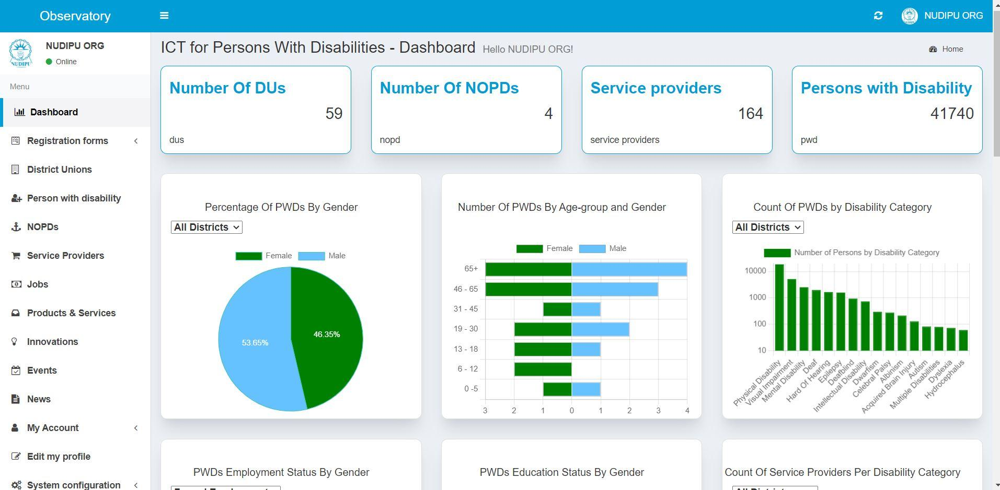 Observatory
NUDIPU ORG
NUDIPU ORG
Online
NUDIPU
Menu
Dashboard
Registration forms
District Unions
Person with disability
NOPDs
Service Providers
Jobs
Products & Services
Innovations
Events
News
My Account
Edit my profile
System configuration
ICT for Persons With Disabilities - Dashboard Hello NUDIPU ORG!
Home
Number Of DUs
59
dus
Number Of NOPDs
4
nopd
Service providers
164
service providers
Persons with Disability
41740
pwd
Percentage Of PWDs By Gender
All Districts
Female Male
46.35%
53.65%
Number Of PWDs By Age-group and Gender
Female Male
65+
46 - 65
31 - 45
19 - 30
13 - 18
6 - 12
0 -5
3 2 1 0 1 2 3 4
Count Of PWDs by Disability Category
All Districts
Number of Persons by Disability Category
10000
1000
100
10
Physical Disability
Visual Impairment
Mental Disability
Deaf
Hard Of Hearing
Epilepsy
Deafblind
Intellectual Disability
Dwarfism
Celebral Palsy
Albinism
Acquired Brain Injury
Autism
Multiple Disabilities
Dyslexia
Hydrocephalus
PWDs Employment Status By Gender
PWDs Education Status By Gender
Count Of Service Providers Per Disability Category